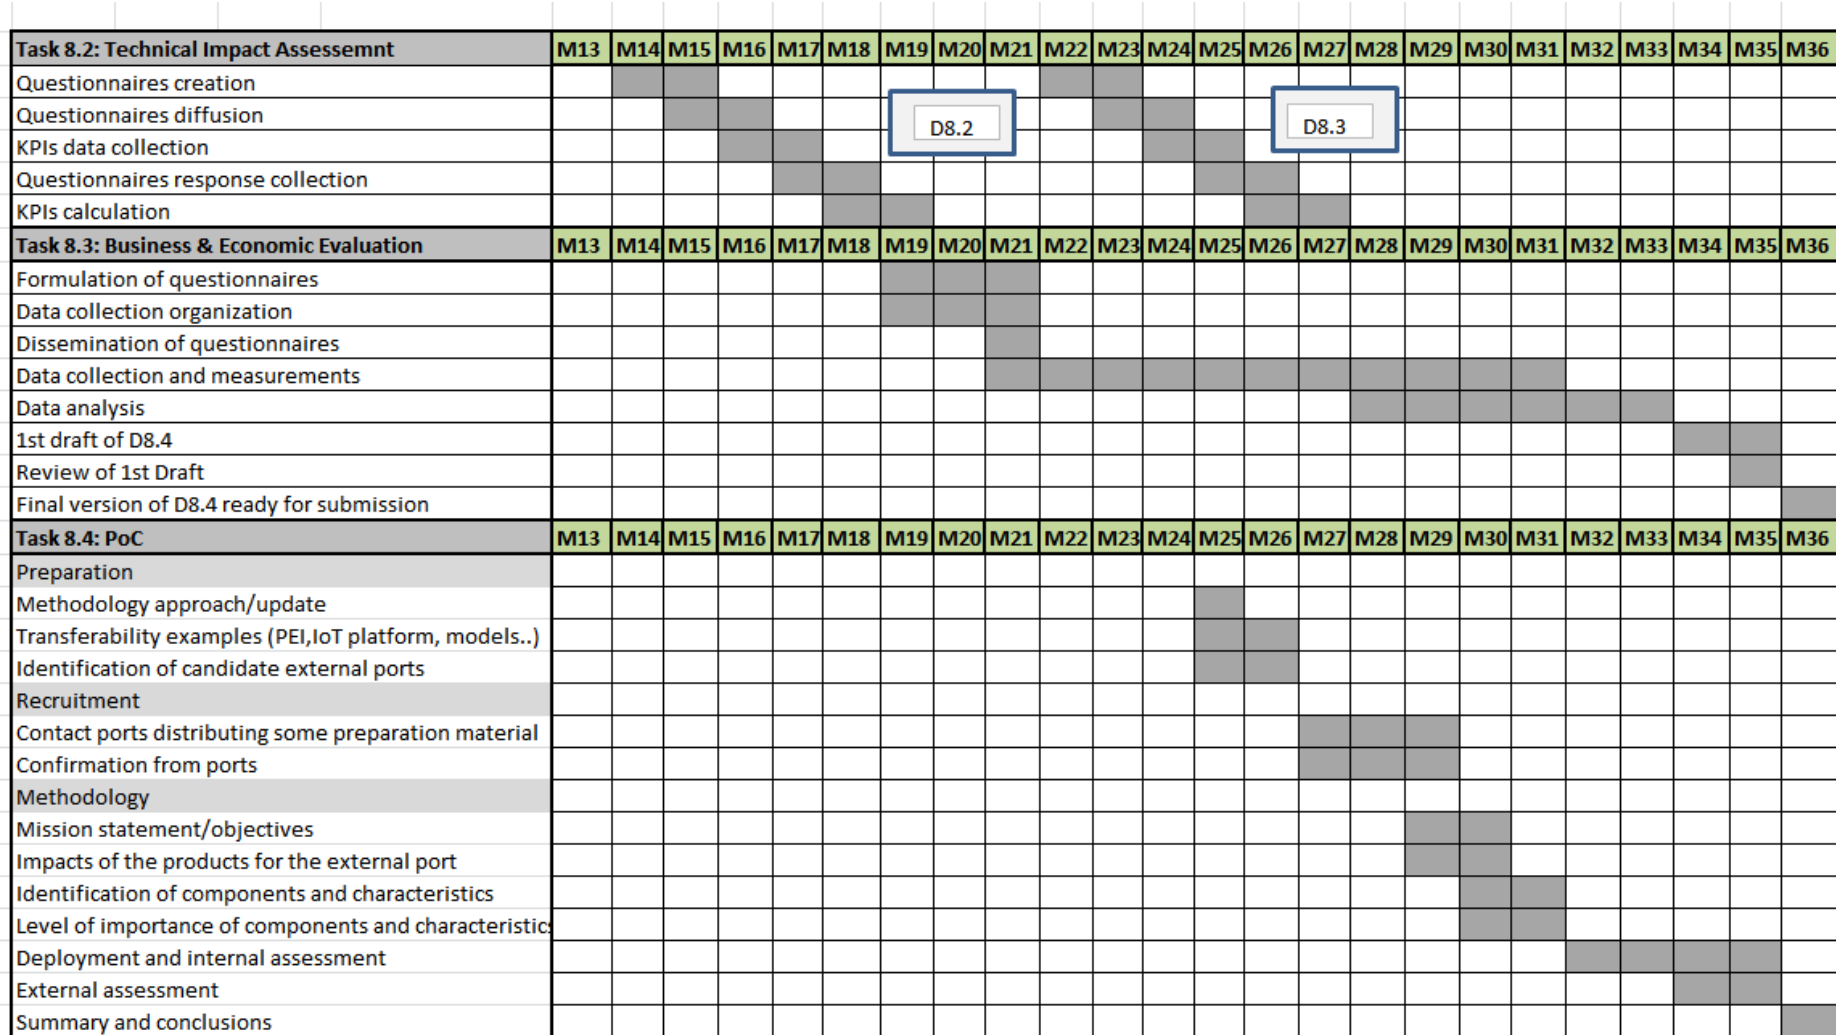 Task 8.2: Technical Impact Assessemnt M13 M14 M15 M16 M17 M18 M19 M20 M21 M22 M23 M24 M25 M26 M27 M28 M29 M30 M31 M32 M33 M34 M35 M36
Questionnaires creation
Questionnaires diffusion
D8.2 D8.3
KPIs data collection
Questionnaires response collection
KPIs calculation
Task 8.3: Business & Economic Evaluation M13 M14 M15 M16 M17 M18 M19 M20 M21 M22 M23 M24 M25 M26 M27 M28 M29 M30 M31 M32 M33 M34 M35 M36
Formulation of questionnaires
Data collection organization
Dissemination of questionnaires
Data collection and measurements
Data analysis
1st draft of D8.4
Review of 1st Draft
Final version of D8.4 ready for submission
Task 8.4: PoC M13 M14 M15 M16 M17 M18 M19 M20 M21 M22 M23 M24 M25 M26 M27 M28 M29 M30 M31 M32 M33 M34 M35 M36
Preparation
Methodology approach/update
Transferability examples (PEI,IoT platform, models..)
Identification of candidate external ports
Recruitment
Contact ports distributing some preparation material
Confirmation from ports
Methodology
Mission statement/objectives
Impacts of the products for the external port
Identification of components and characteristics
Level of importance of components and characteristics
Deployment and internal assessment
External assessment
Summary and conclusions